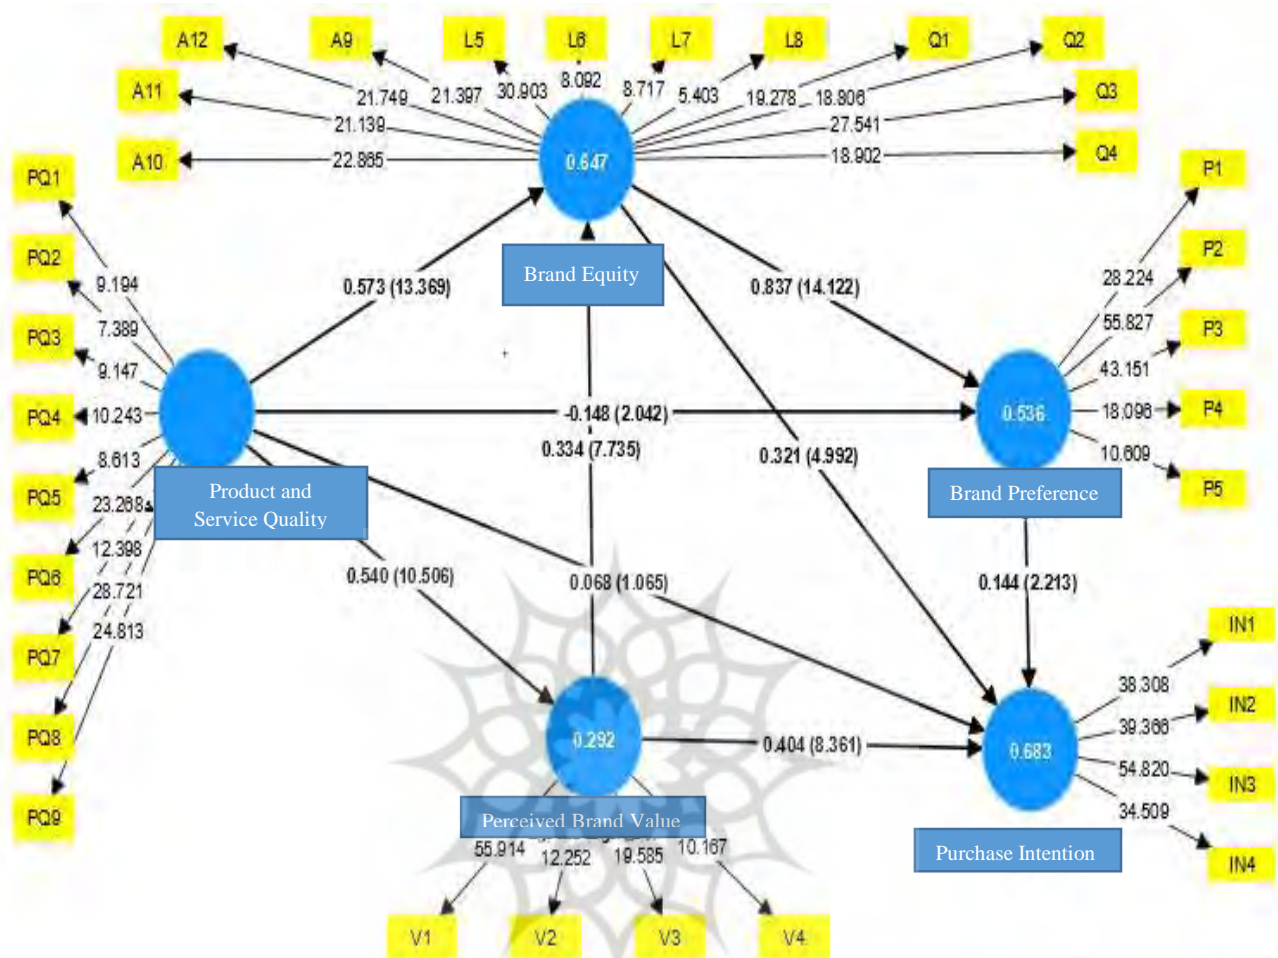 A12
A9
L5
L6
L7
L8
Q1
Q2
A11
Q3
A10
Q4
21.749
21.397
30.903
8.092
8.717
5.403
19.278
18.806
21.139
27.541
22.865
18.902
0.647
PQ1
PQ2
PQ3
PQ4
PQ5
PQ6
PQ7
PQ8
PQ9
9.194
7.389
9.147
10.243
8.613
23.268
12.398
28.721
24.813
P1
P2
P3
P4
P5
28.224
55.827
43.151
18.096
10.609
Brand Equity
0.573 (13.369)
0.837 (14.122)
-0.148 (2.042)
0.334 (7.735)
0.321 (4.992)
0.536
Product and
Service Quality
Brand Preference
0.540 (10.506)
0.068 (1.065)
0.144 (2.213)
0.292
0.404 (8.361)
0.683
IN1
IN2
IN3
IN4
38.308
39.366
54.820
34.509
Perceived Brand Value
Purchase Intention
55.914
12.252
19.585
10.167
V1
V2
V3
V4